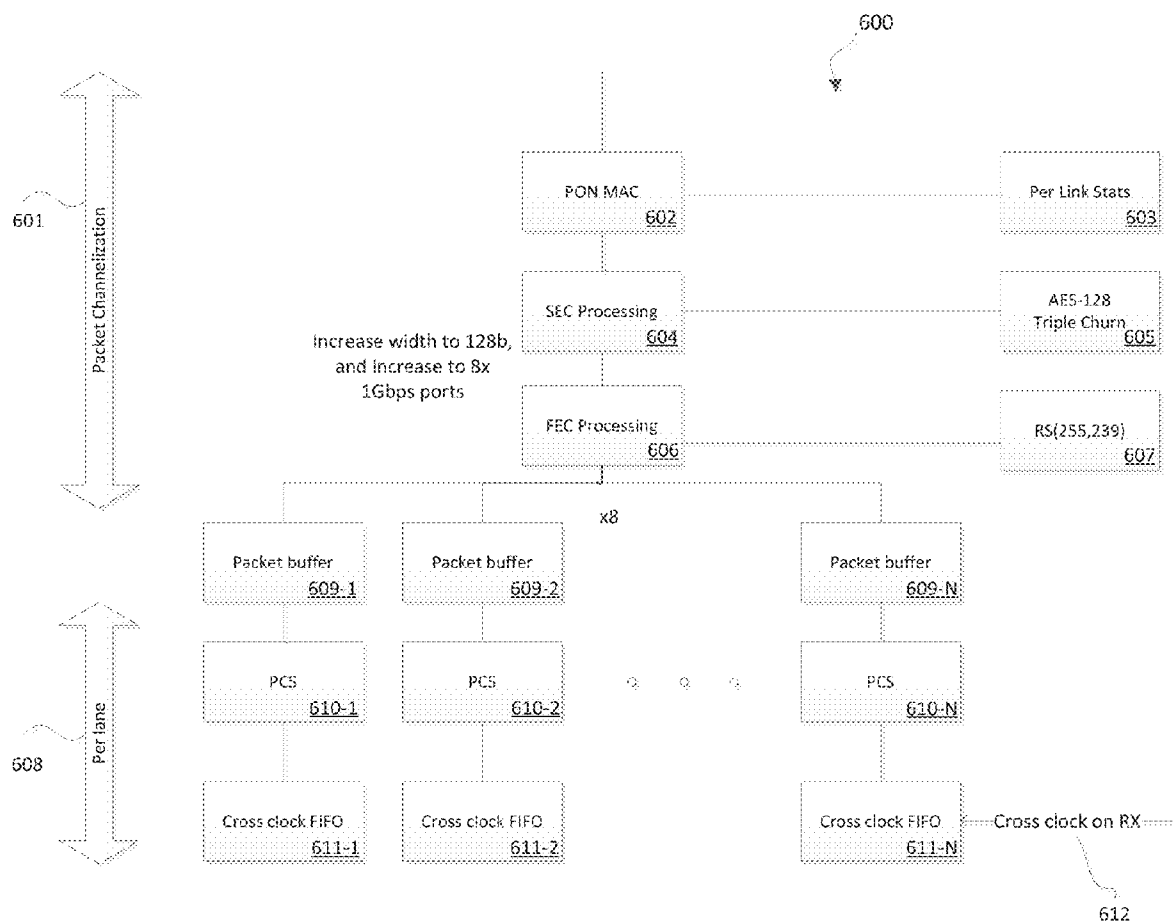 600
601
Packet Channelization
PON MAC
602
Per Link Stats
603
SEC Processing
604
AES-128
Triple Churn
605
Increase width to 128b,
and increase to 8x
1Gbps ports
FEC Processing
606
RS(255,239)
607
x8
Packet buffer
609-1
Packet buffer
609-2
Packet buffer
609-N
608
Per lane
PCS
610-1
PCS
610-2
PCS
610-N
Cross clock FIFO
611-1
Cross clock FIFO
611-2
Cross clock FIFO
611-N
Cross clock on RX
612